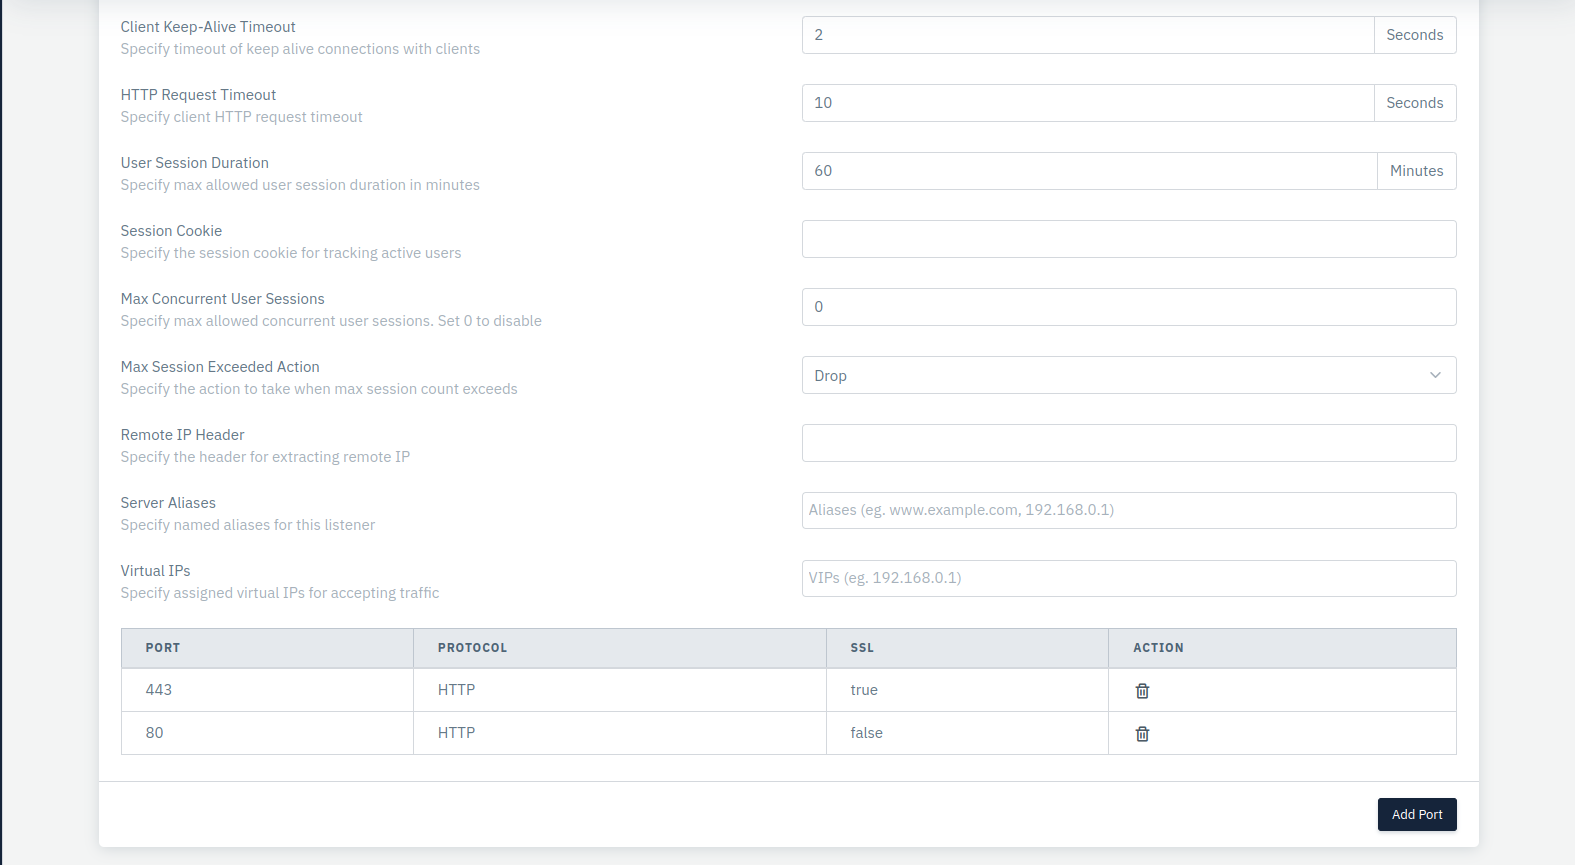 Client Keep-Alive Timeout
Specify timeout of keep alive connections with clients
2 Seconds
HTTP Request Timeout
Specify client HTTP request timeout
10 Seconds
User Session Duration
Specify max allowed user session duration in minutes
60 Minutes
Session Cookie
Specify the session cookie for tracking active users
Max Concurrent User Sessions
Specify max allowed concurrent user sessions. Set 0 to disable
0
Max Session Exceeded Action
Specify the action to take when max session count exceeds
Drop
Remote IP Header
Specify the header for extracting remote IP
Server Aliases
Specify named aliases for this listener
Aliases (eg. www.example.com, 192.168.0.1)
Virtual IPs
Specify assigned virtual IPs for accepting traffic
VIPs (eg. 192.168.0.1)
PORT PROTOCOL SSL ACTION
443 HTTP true
80 HTTP false
Add Port